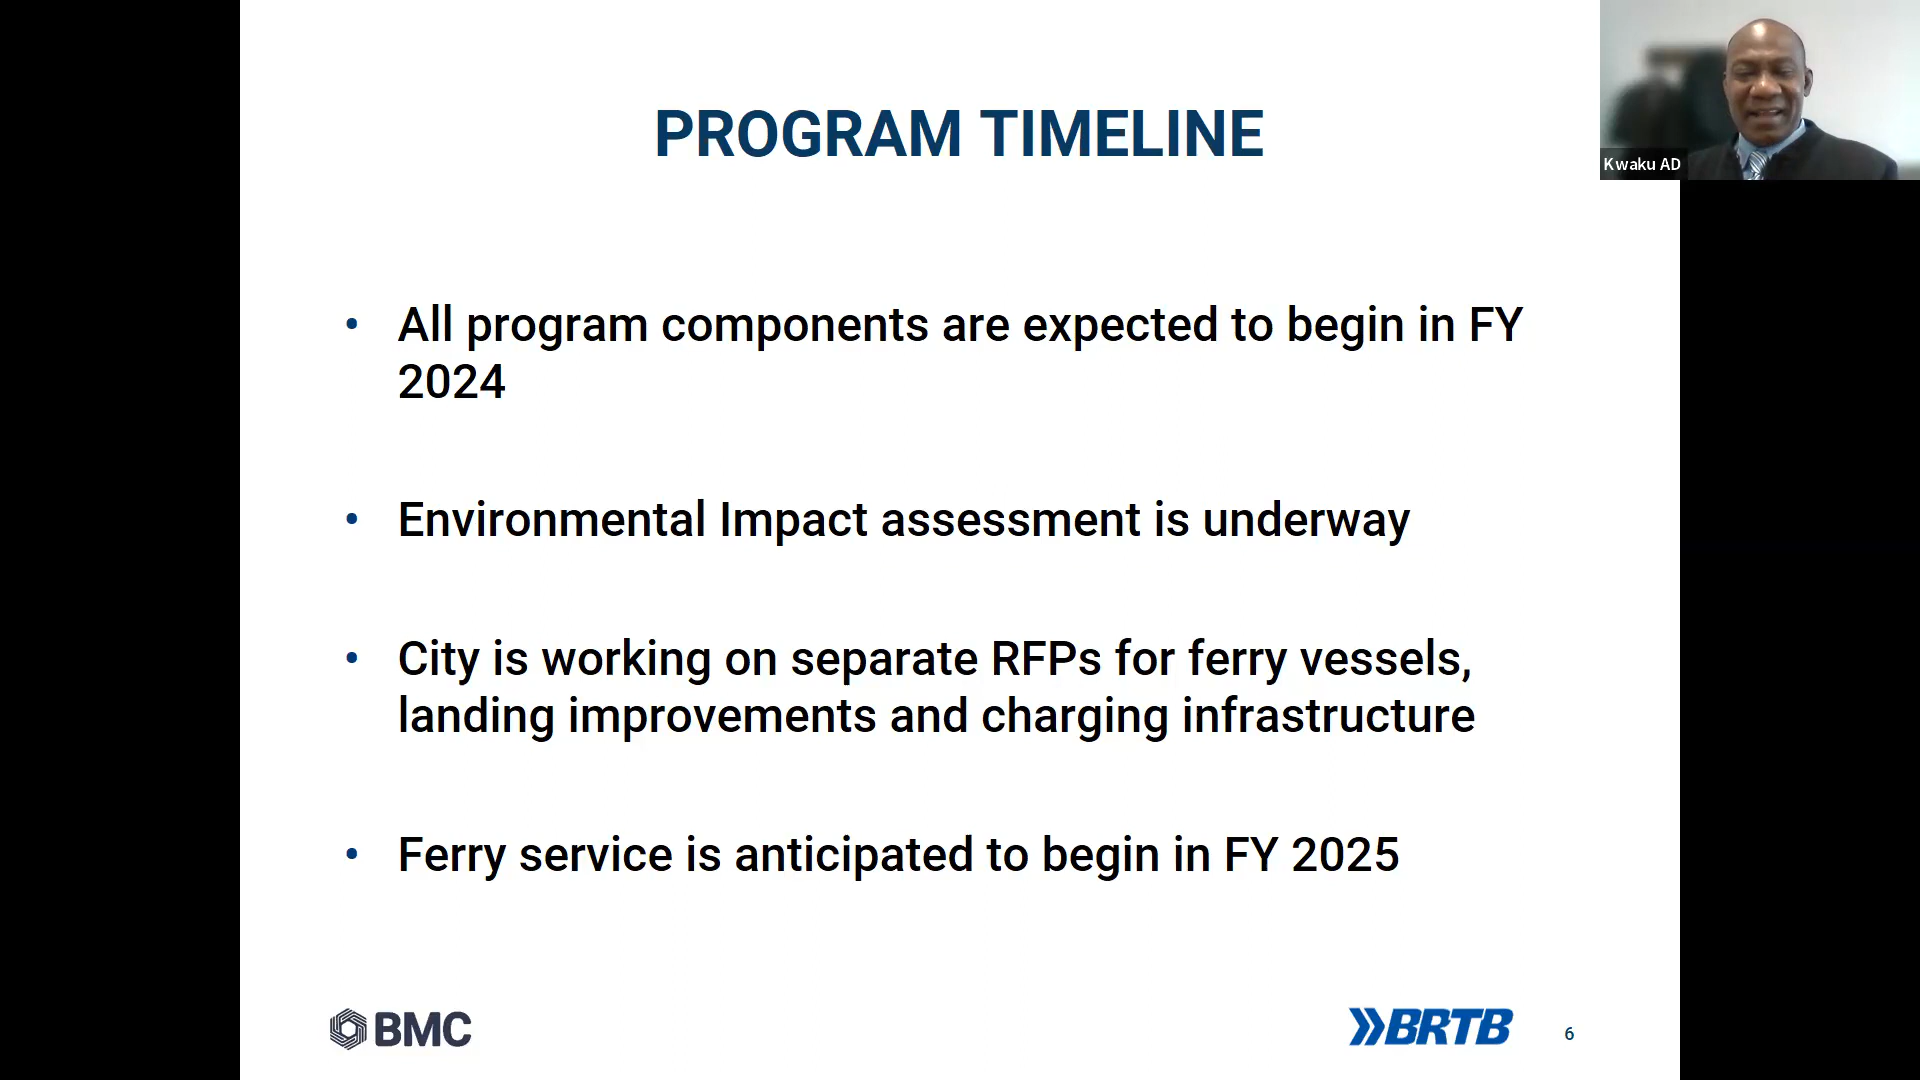 PROGRAM TIMELINE
Kwaku AD
• All program components are expected to begin in FY
2024
• Environmental Impact assessment is underway
• City is working on separate RFPs for ferry vessels,
landing improvements and charging infrastructure
• Ferry service is anticipated to begin in FY 2025
BMC
BRTB
6